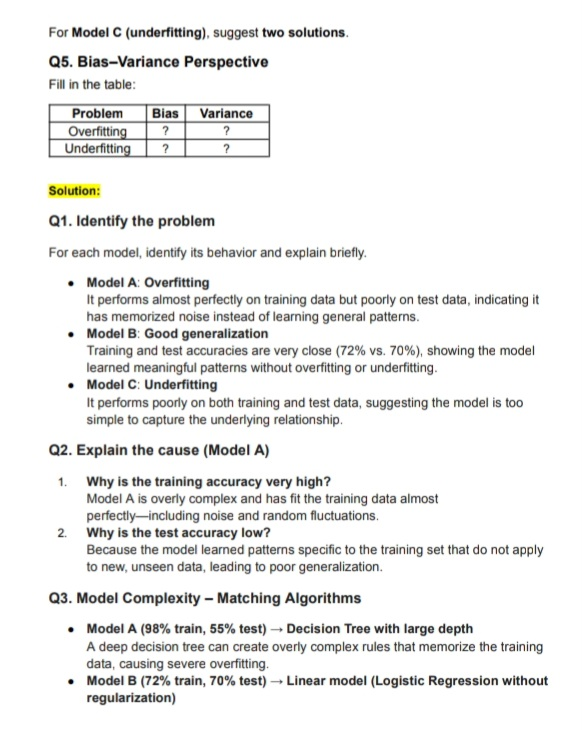 For Model C (underfitting), suggest two solutions.
Q5. Bias–Variance Perspective
Fill in the table:
Problem Bias Variance
Overfitting ? ?
Underfitting ? ?
Solution:
Q1. Identify the problem
For each model, identify its behavior and explain briefly.
• Model A: Overfitting
It performs almost perfectly on training data but poorly on test data, indicating it
has memorized noise instead of learning general patterns.
• Model B: Good generalization
Training and test accuracies are very close (72% vs. 70%), showing the model
learned meaningful patterns without overfitting or underfitting.
• Model C: Underfitting
It performs poorly on both training and test data, suggesting the model is too
simple to capture the underlying relationship.
Q2. Explain the cause (Model A)
1. Why is the training accuracy very high?
Model A is overly complex and has fit the training data almost
perfectly—including noise and random fluctuations.
2. Why is the test accuracy low?
Because the model learned patterns specific to the training set that do not apply
to new, unseen data, leading to poor generalization.
Q3. Model Complexity – Matching Algorithms
• Model A (98% train, 55% test) → Decision Tree with large depth
A deep decision tree can create overly complex rules that memorize the training
data, causing severe overfitting.
• Model B (72% train, 70% test) → Linear model (Logistic Regression without
regularization)